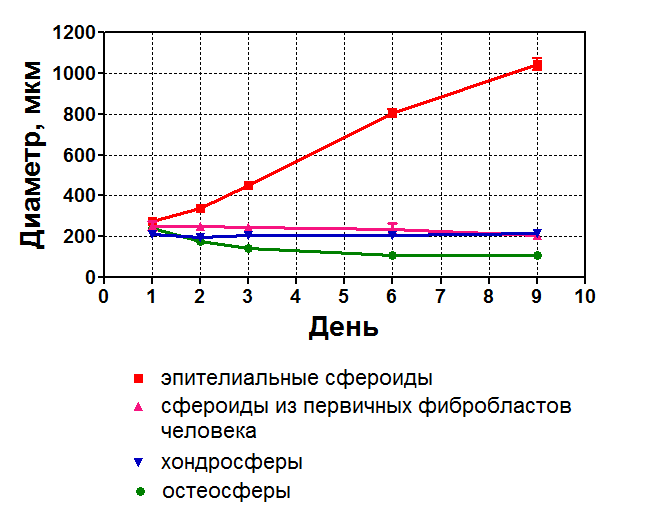 1200
1000
800
600
400
200
0
Диаметр, мкм
0 1 2 3 4 5 6 7 8 9 10
День
эпителиальные сфероиды
сфероиды из первичных фибробластов
человека
хондросферы
остеосферы